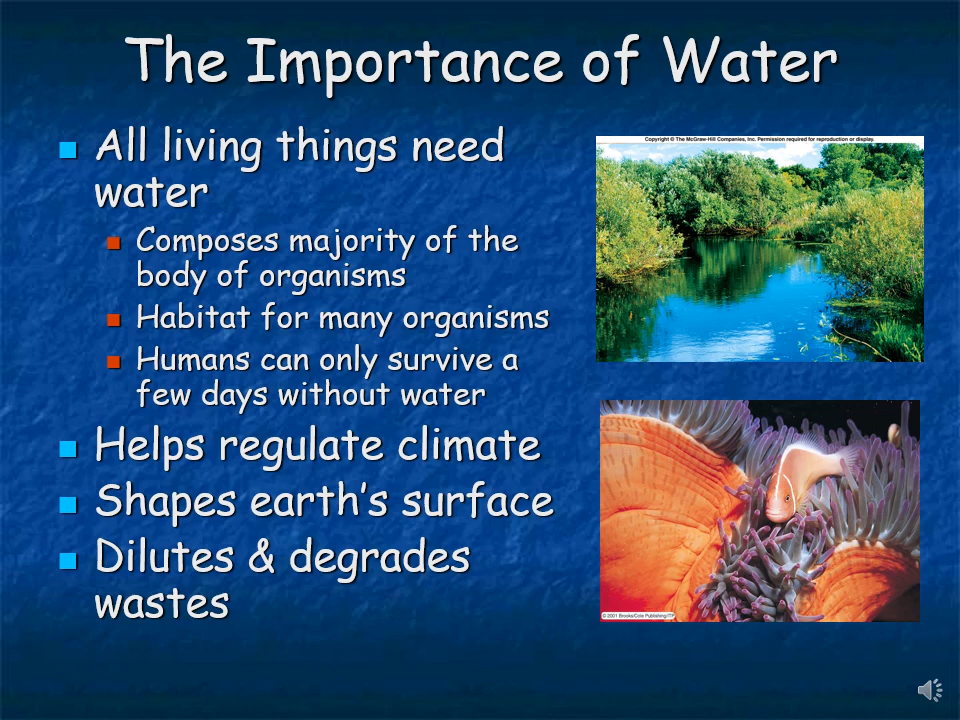 The Importance of Water
All living things need
water
Composes majority of the
body of organisms
Habitat for many organisms
Humans can only survive a
few days without water
Helps regulate climate
Shapes earth's surface
Dilutes & degrades
wastes
Copyright © The McGraw-Hill Companies, Inc. Permission required for reproduction or display.
© 2001 Brooks/Cole Publishing/ITP